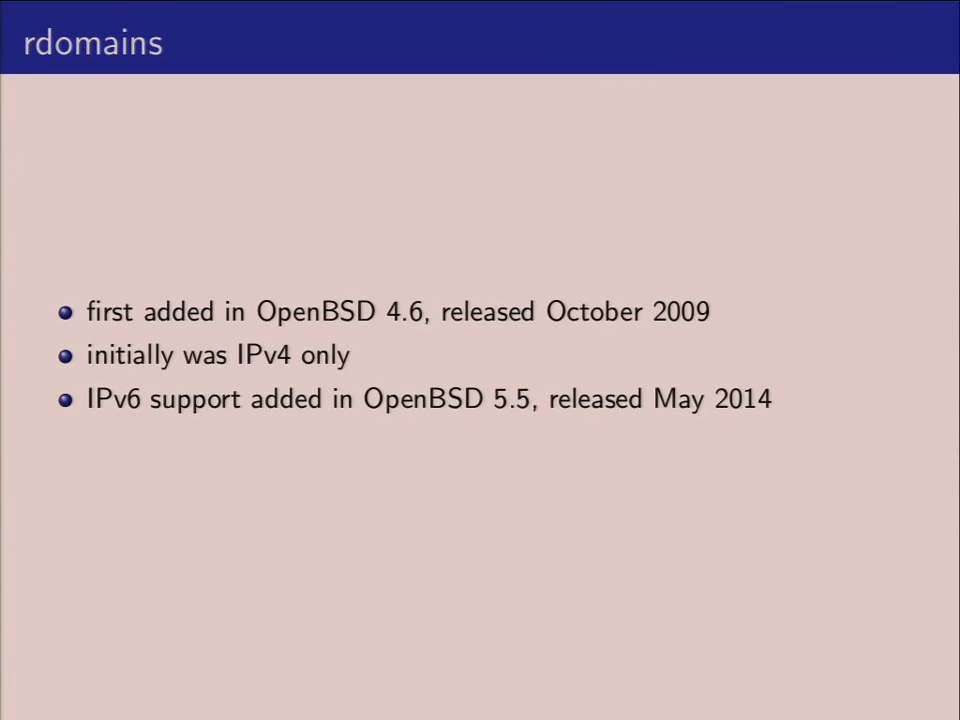 rdomains
first added in OpenBSD 4.6, released October 2009
initially was IPv4 only
IPv6 support added in OpenBSD 5.5, released May 2014